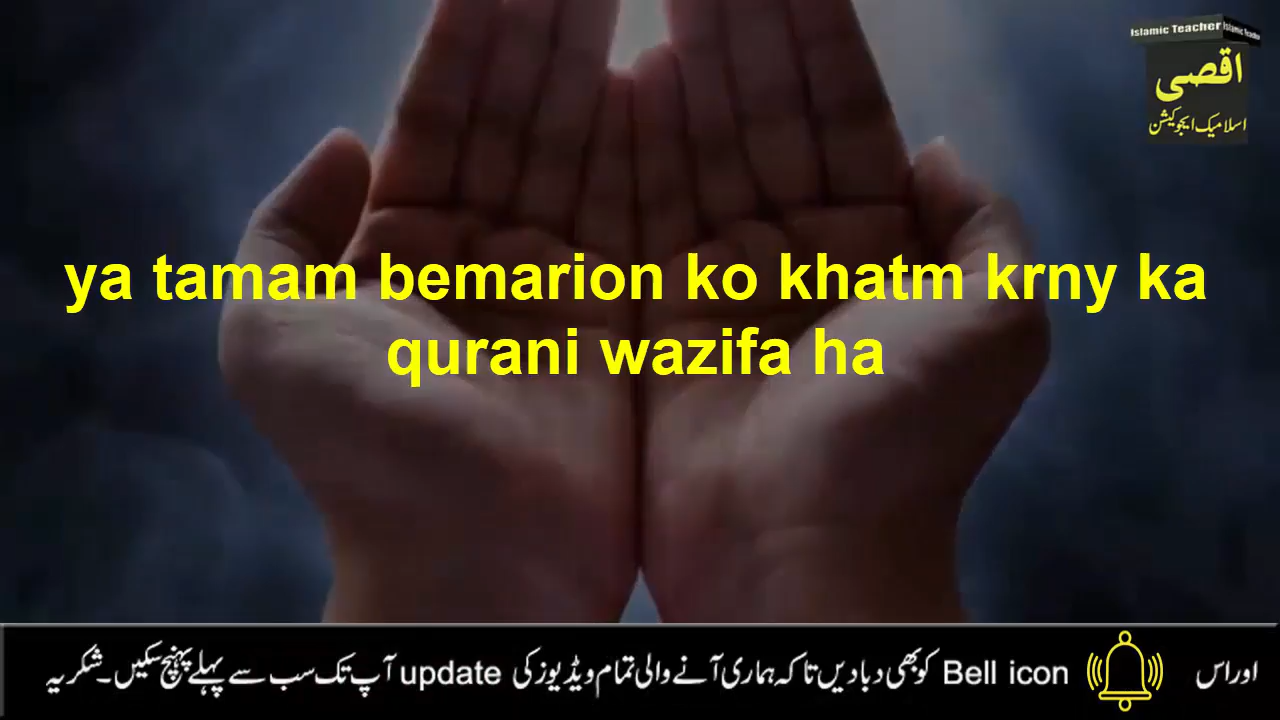 Islamic Teacher
اقصی
اسلامیک ایجوکیشن
ya tamam bemarion ko khatm krny ka
qurani wazifa ha
اور اس Bell icon کو بھی دبا دیں تا کہ ہماری آنے والی تمام ویڈیوز کی update آپ تک سب سے پہلے پہنچ سکیں۔ شکریہ